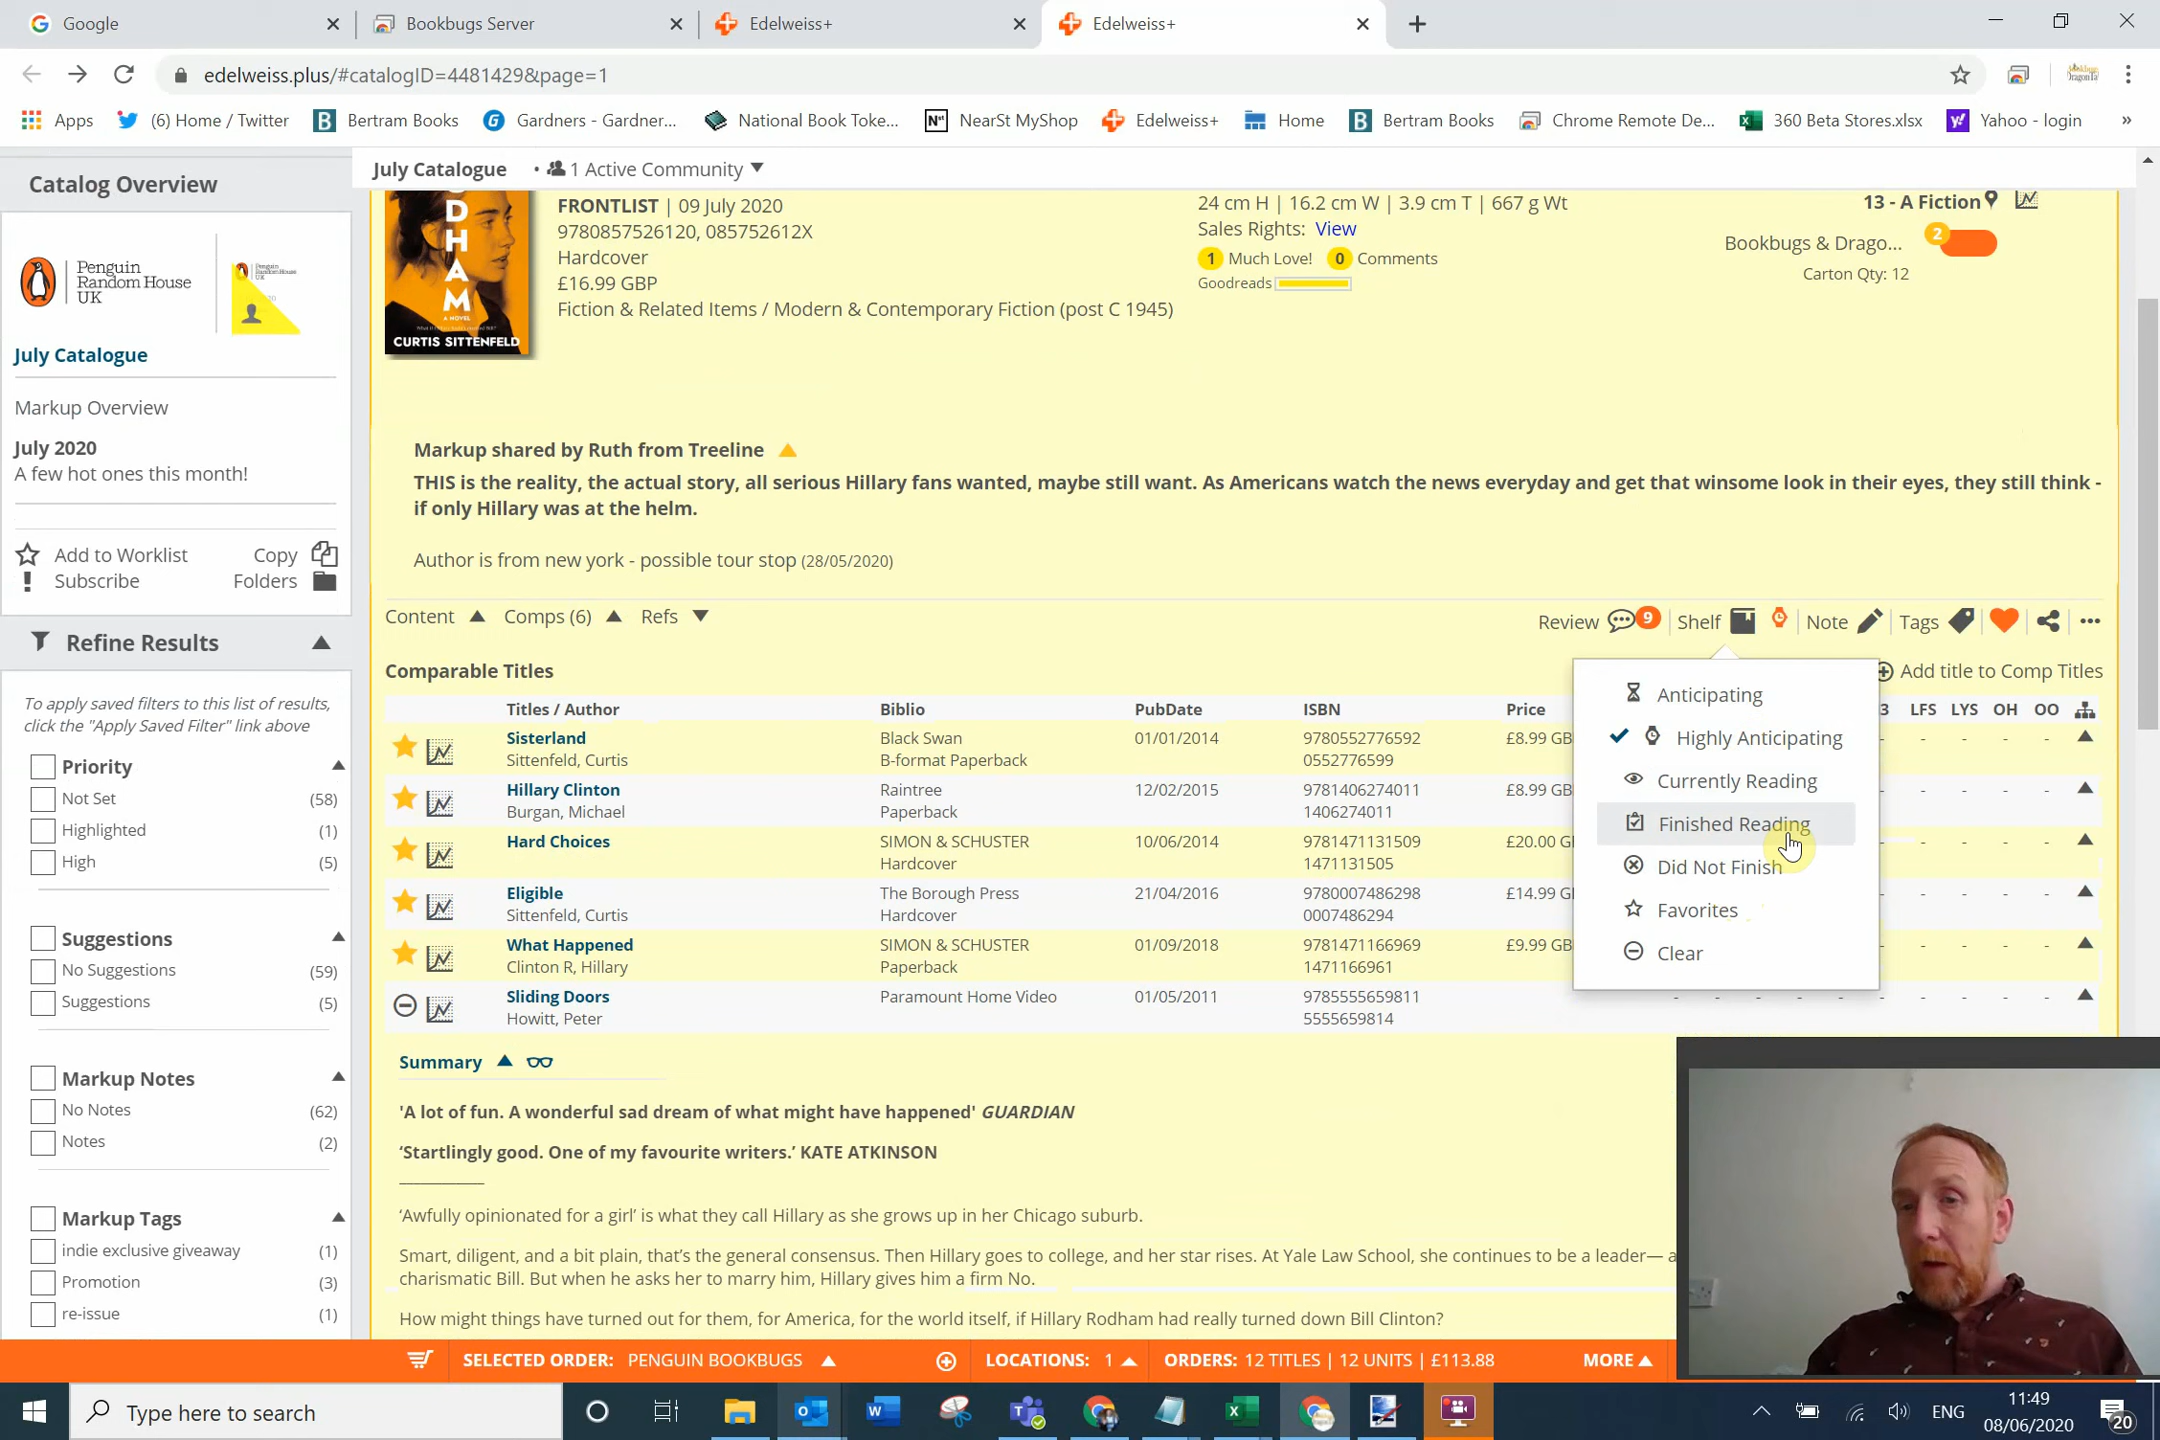 Google
Bookbugs Server
Edelweiss+
Edelweiss+
edelweiss.plus/#catalogID=4481429&page=1
Apps
(6) Home / Twitter
Bertram Books
Gardners - Gardner...
National Book Toke...
NearSt MyShop
Edelweiss+
Home
Bertram Books
Chrome Remote De...
360 Beta Stores.xlsx
Yahoo - login
»
Catalog Overview
Penguin
Random House
UK
July Catalogue
Markup Overview
July 2020
A few hot ones this month!
Add to Worklist
Copy
Subscribe
Folders
Refine Results
To apply saved filters to this list of results,
click the "Apply Saved Filter" link above
Priority
Not Set (58)
Highlighted (1)
High (5)
Suggestions
No Suggestions (59)
Suggestions (5)
Markup Notes
No Notes (62)
Notes (2)
Markup Tags
indie exclusive giveaway (1)
Promotion (3)
re-issue (1)
July Catalogue
• 1 Active Community
DHAM
A NOVEL
CURTIS SITTENFELD
FRONTLIST | 09 July 2020
9780857526120, 085752612X
Hardcover
£16.99 GBP
Fiction & Related Items / Modern & Contemporary Fiction (post C 1945)
24 cm H | 16.2 cm W | 3.9 cm T | 667 g Wt
Sales Rights: View
1 Much Love! 0 Comments
Goodreads
13 - A Fiction
Bookbugs & Drago... 2
Carton Qty: 12
Markup shared by Ruth from Treeline
THIS is the reality, the actual story, all serious Hillary fans wanted, maybe still want. As Americans watch the news everyday and get that winsome look in their eyes, they still think -
if only Hillary was at the helm.
Author is from new york - possible tour stop (28/05/2020)
Content Comps (6) Refs
Review 9 Shelf Note Tags
Comparable Titles
Add title to Comp Titles
Titles / Author Biblio PubDate ISBN Price 3 LFS LYS OH OO
Sisterland Black Swan 01/01/2014 9780552776592 £8.99 GB - - - -
Sittenfeld, Curtis B-format Paperback 0552776599
Hillary Clinton Raintree 12/02/2015 9781406274011 £8.99 GB - - - -
Burgan, Michael Paperback 1406274011
Hard Choices SIMON & SCHUSTER 10/06/2014 9781471131509 £20.00 G - - - -
Hardcover 1471131505
Eligible The Borough Press 21/04/2016 9780007486298 £14.99 G - - - -
Sittenfeld, Curtis Hardcover 0007486294
What Happened SIMON & SCHUSTER 01/09/2018 9781471166969 £9.99 GB - - - -
Clinton R, Hillary Paperback 1471166961
Sliding Doors Paramount Home Video 01/05/2011 9785555659811 - - - - - - - -
Howitt, Peter 5555659814
Anticipating
Highly Anticipating
Currently Reading
Finished Reading
Did Not Finish
Favorites
Clear
Summary
'A lot of fun. A wonderful sad dream of what might have happened' GUARDIAN
‘Startlingly good. One of my favourite writers.’ KATE ATKINSON
‘Awfully opinionated for a girl’ is what they call Hillary as she grows up in her Chicago suburb.
Smart, diligent, and a bit plain, that’s the general consensus. Then Hillary goes to college, and her star rises. At Yale Law School, she continues to be a leader— a
charismatic Bill. But when he asks her to marry him, Hillary gives him a firm No.
How might things have turned out for them, for America, for the world itself, if Hillary Rodham had really turned down Bill Clinton?
SELECTED ORDER: PENGUIN BOOKBUGS
LOCATIONS: 1
ORDERS: 12 TITLES | 12 UNITS | £113.88
MORE
Type here to search
ENG
11:49
08/06/2020
20